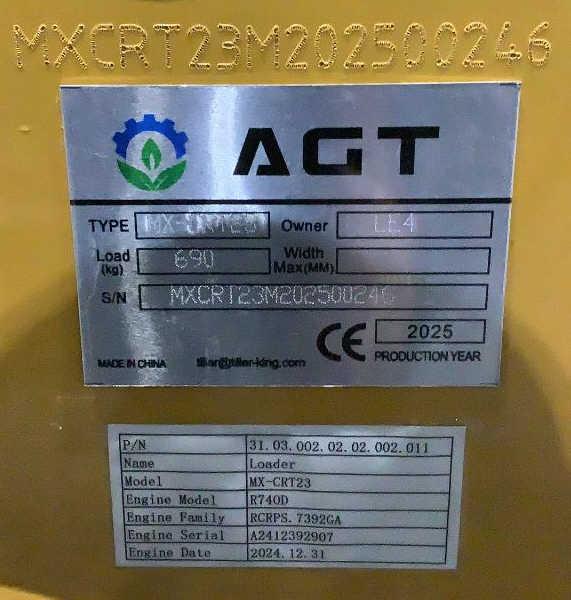 MXCRT23M202500246
AGT
TYPE MX-CRT23 Owner LE4
Load (kg) 690 Width Max(MM)
S/N MXCRT23M202500246
CE 2025
MADE IN CHINA tiller@tiller-king.com PRODUCTION YEAR
P/N 31.03.002.02.02.002.011
Name Loader
Model MX-CRT23
Engine Model R740D
Engine Family RCRPS.7392GA
Engine Serial A2412392907
Engine Date 2024.12.31